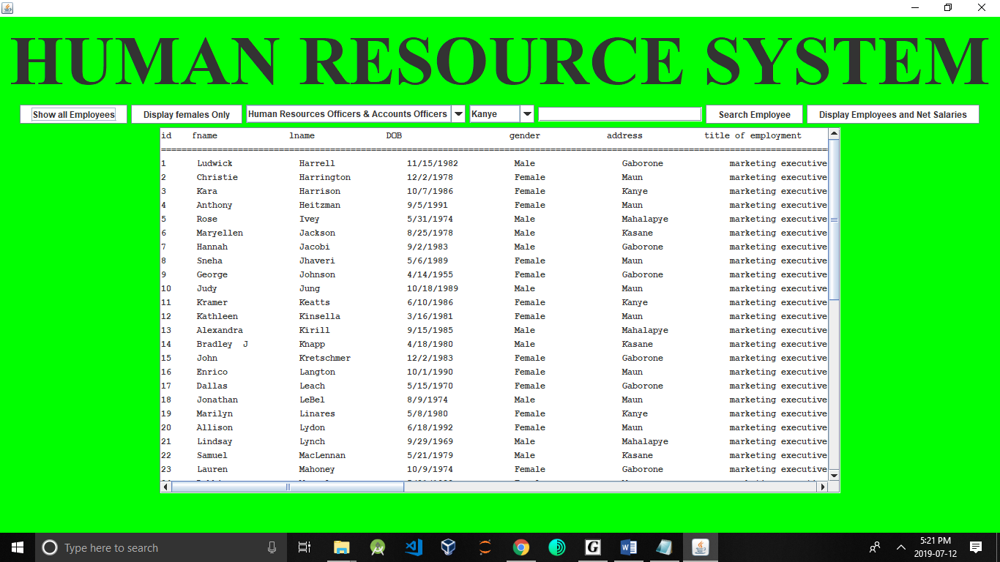 HUMAN RESOURCE SYSTEM
Show all Employees Display females Only Human Resources Officers & Accounts Officers Kanye Search Employee Display Employees and Net Salaries
id fname lname DOB gender address title of employment
1 Ludwick Harrell 11/15/1982 Male Gaborone marketing executive
2 Christie Harrington 12/2/1978 Female Maun marketing executive
3 Kara Harrison 10/7/1986 Female Kanye marketing executive
4 Anthony Heitzman 9/5/1991 Female Maun marketing executive
5 Rose Ivey 5/31/1974 Male Mahalapye marketing executive
6 Maryellen Jackson 8/25/1978 Male Kasane marketing executive
7 Hannah Jacobi 9/2/1983 Male Gaborone marketing executive
8 Sneha Jhaveri 5/6/1989 Female Maun marketing executive
9 George Johnson 4/14/1955 Female Gaborone marketing executive
10 Judy Jung 10/18/1989 Male Maun marketing executive
11 Kramer Keatts 6/10/1986 Female Kanye marketing executive
12 Kathleen Kinsella 3/16/1981 Female Maun marketing executive
13 Alexandra Kirill 9/15/1985 Male Mahalapye marketing executive
14 Bradley J Knapp 4/18/1980 Male Kasane marketing executive
15 John Kretschmer 12/2/1983 Female Gaborone marketing executive
16 Enrico Langton 10/1/1990 Female Maun marketing executive
17 Dallas Leach 5/15/1970 Female Gaborone marketing executive
18 Jonathan LeBel 8/9/1974 Male Maun marketing executive
19 Marilyn Linares 5/8/1980 Female Kanye marketing executive
20 Allison Lydon 6/18/1992 Female Maun marketing executive
21 Lindsay Lynch 9/29/1969 Male Mahalapye marketing executive
22 Samuel MacLennan 5/21/1979 Male Kasane marketing executive
23 Lauren Mahoney 10/9/1974 Female Gaborone marketing executive
Type here to search
5:21 PM
2019-07-12